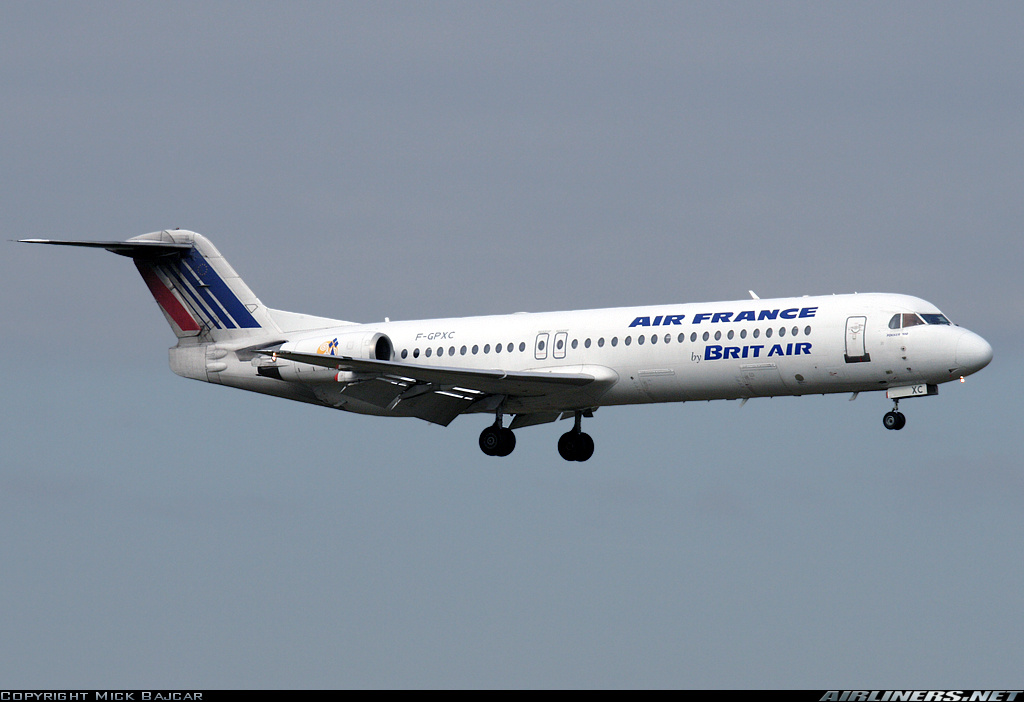 F-GPXC
AIR FRANCE
by BRIT AIR
XC
COPYRIGHT MICK BAJCAR
AIRLINERS.NET